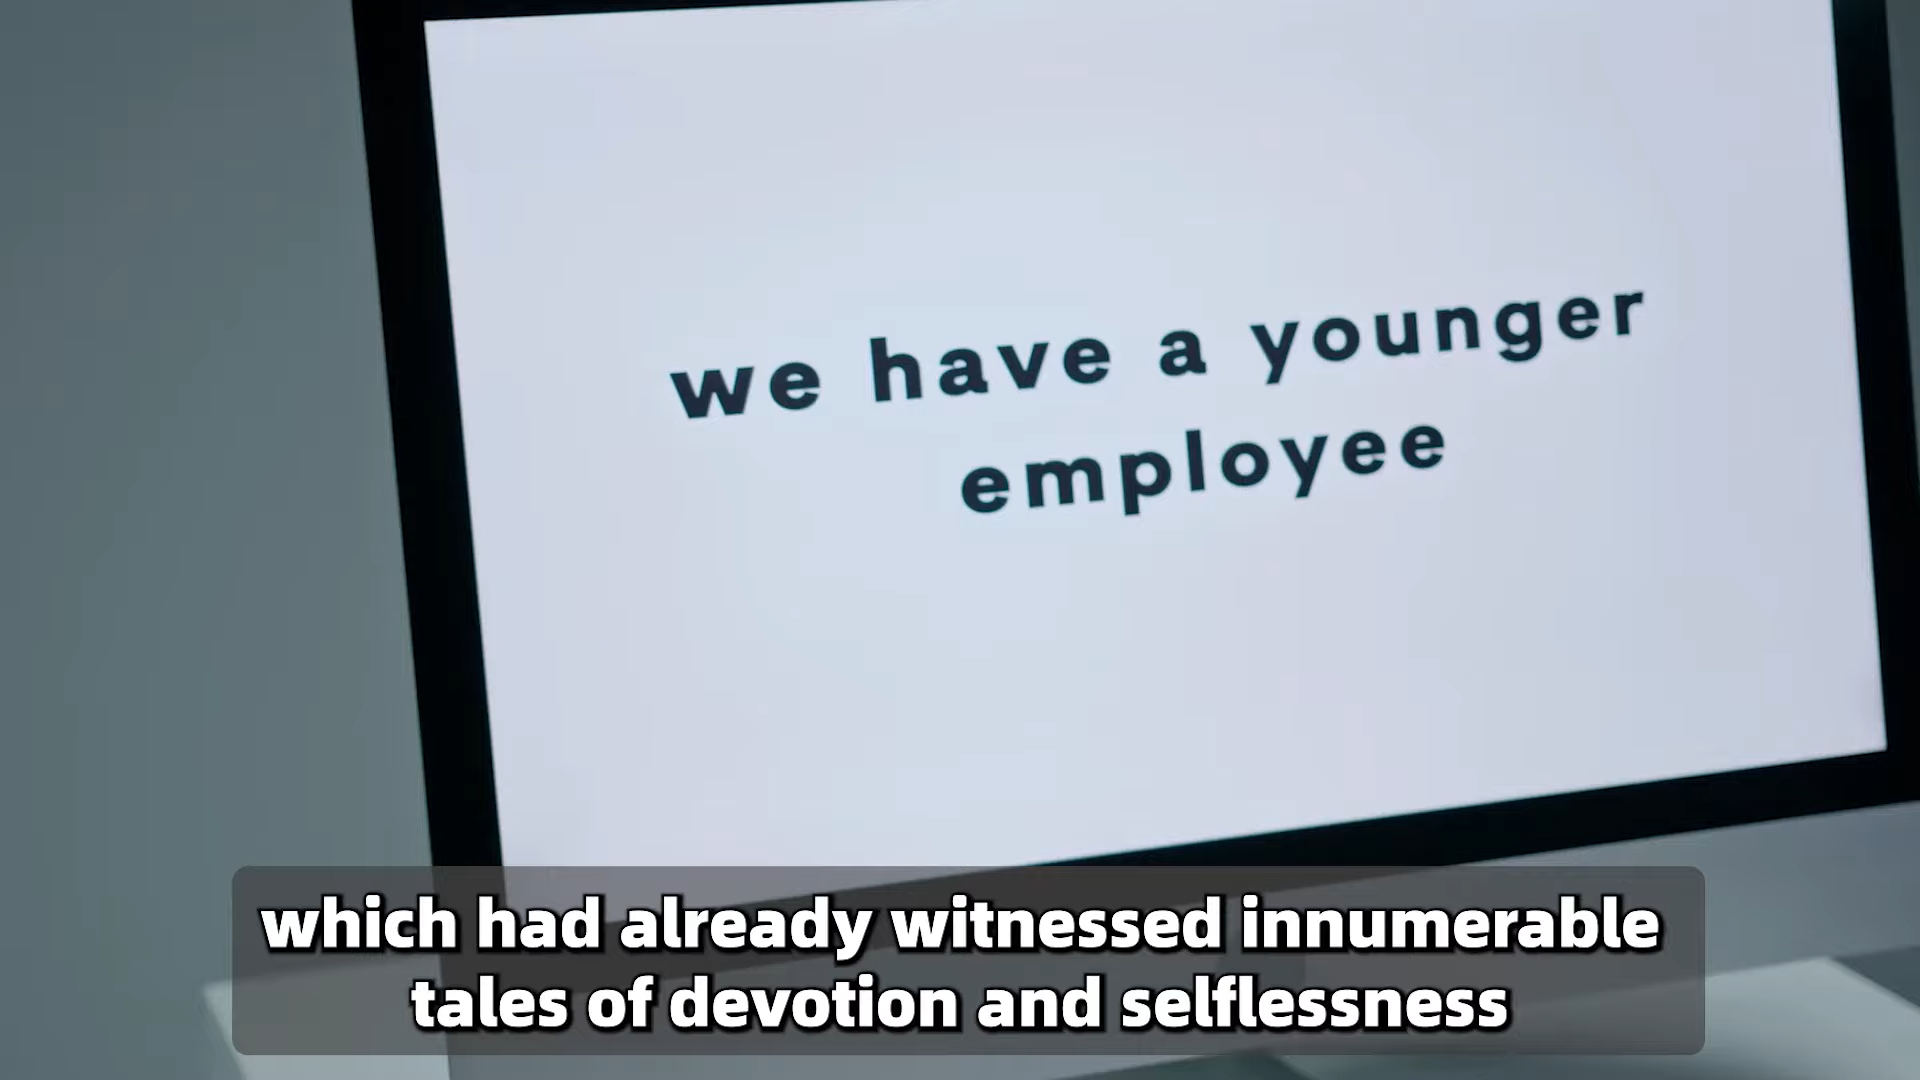 we have a younger
employee
which had already witnessed innumerable
tales of devotion and selflessness